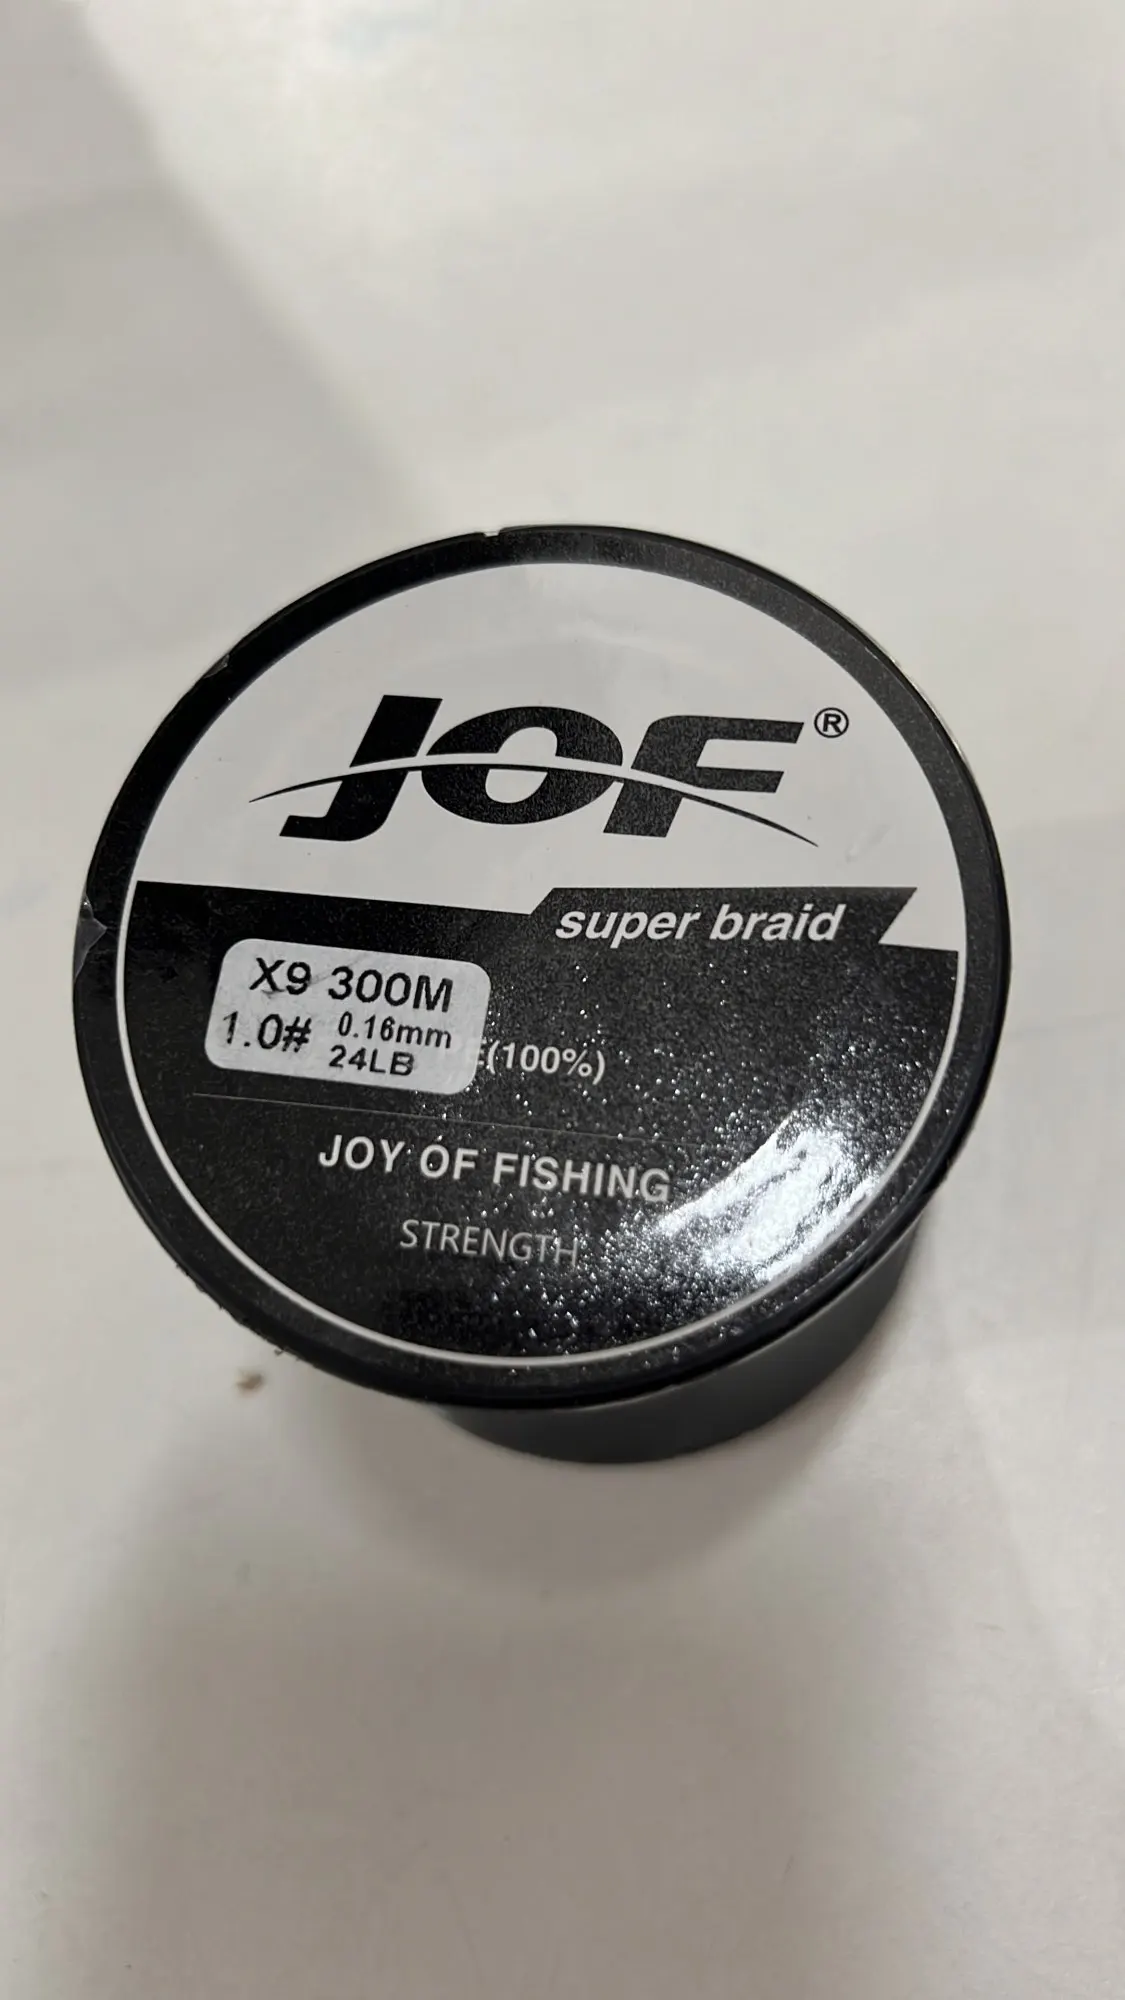 JOF®
super braid
X9 300M
1.0# 0.16mm
24LB
E(100%)
JOY OF FISHING
STRENGTH